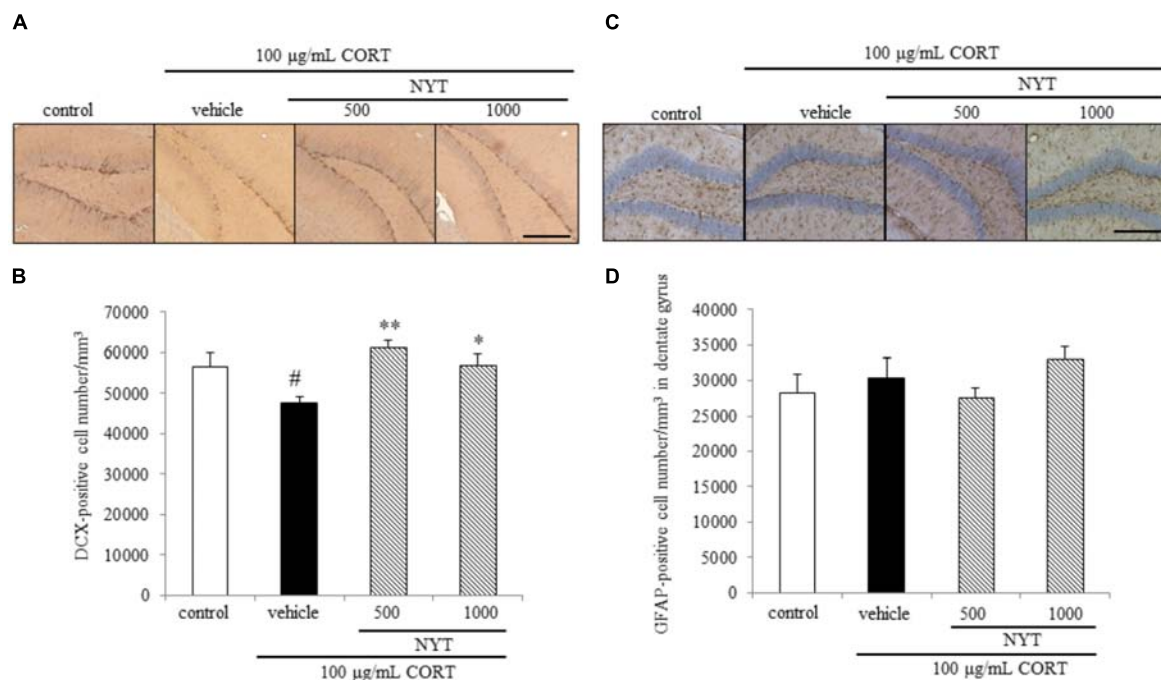 A
100 µg/mL CORT
NYT
control vehicle 500 1000
B
DCX-positive cell number/mm³
70000
60000
50000
40000
30000
20000
10000
0
#
**
*
control vehicle 500 1000
NYT
100 µg/mL CORT
C
100 µg/mL CORT
NYT
control vehicle 500 1000
D
GFAP-positive cell number/mm³ in dentate gyrus
40000
35000
30000
25000
20000
15000
10000
5000
0
control vehicle 500 1000
NYT
100 µg/mL CORT